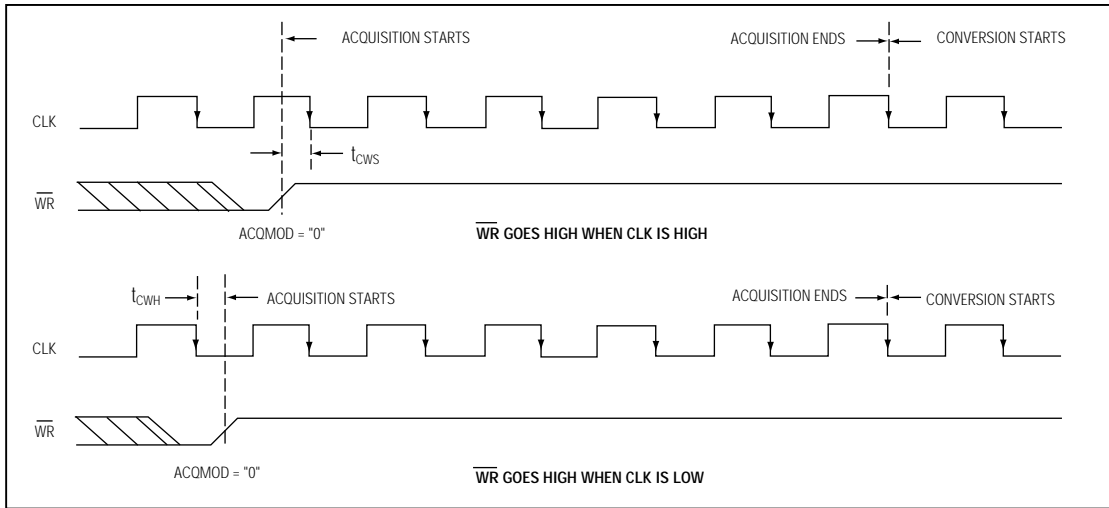 ACQUISITION STARTS
ACQUISITION ENDS
CONVERSION STARTS
CLK
tCWS
WR
ACQMOD = "0"
WR GOES HIGH WHEN CLK IS HIGH
tCWH
ACQUISITION STARTS
ACQUISITION ENDS
CONVERSION STARTS
CLK
WR
ACQMOD = "0"
WR GOES HIGH WHEN CLK IS LOW